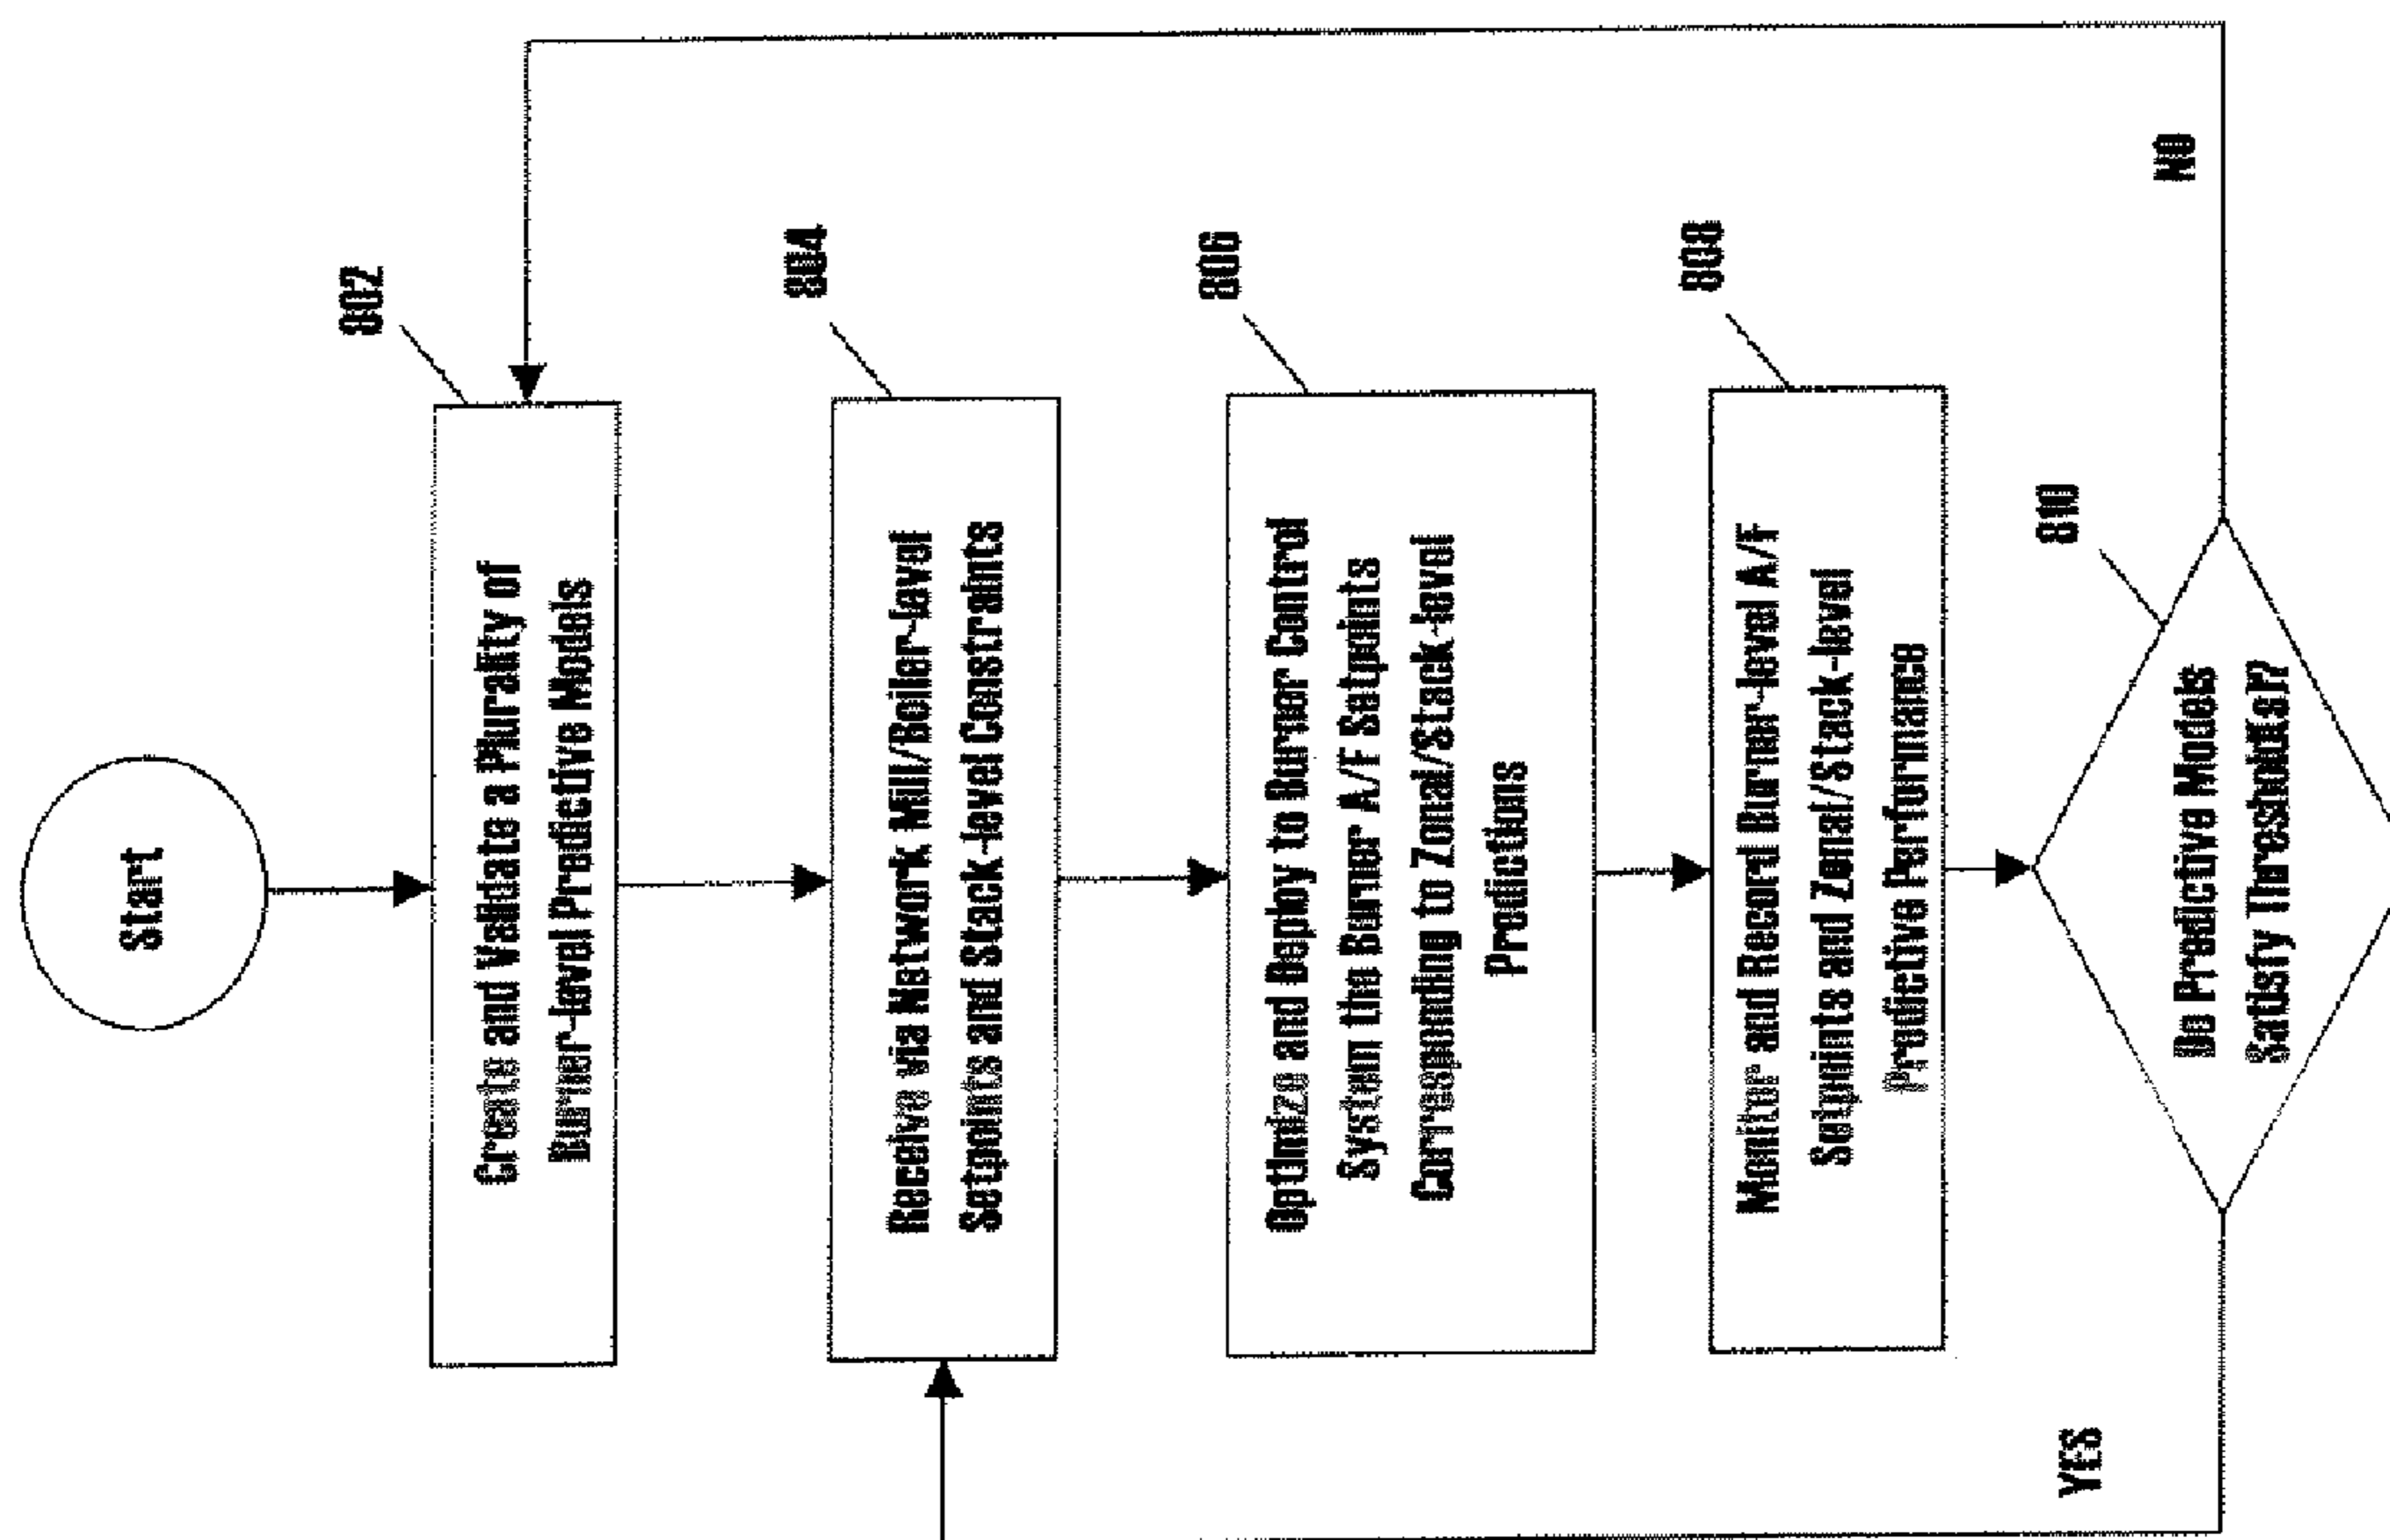 Start
802
Create and Validate a Plurality of
Burner-level Predictive Models
804
Receive via Network Mill/Boiler-level
Setpoints and Stack-level Constraints
806
Optimize and Deploy to Burner Control
System the Burner A/F Setpoints
Corresponding to Zonal/Stack-level
Predictions
808
Monitor and Record Burner-level A/F
Setpoints and Zonal/Stack-level
Predictive Performance
810
Do Predictive Models
Satisfy Threshold(s)?
YES
NO